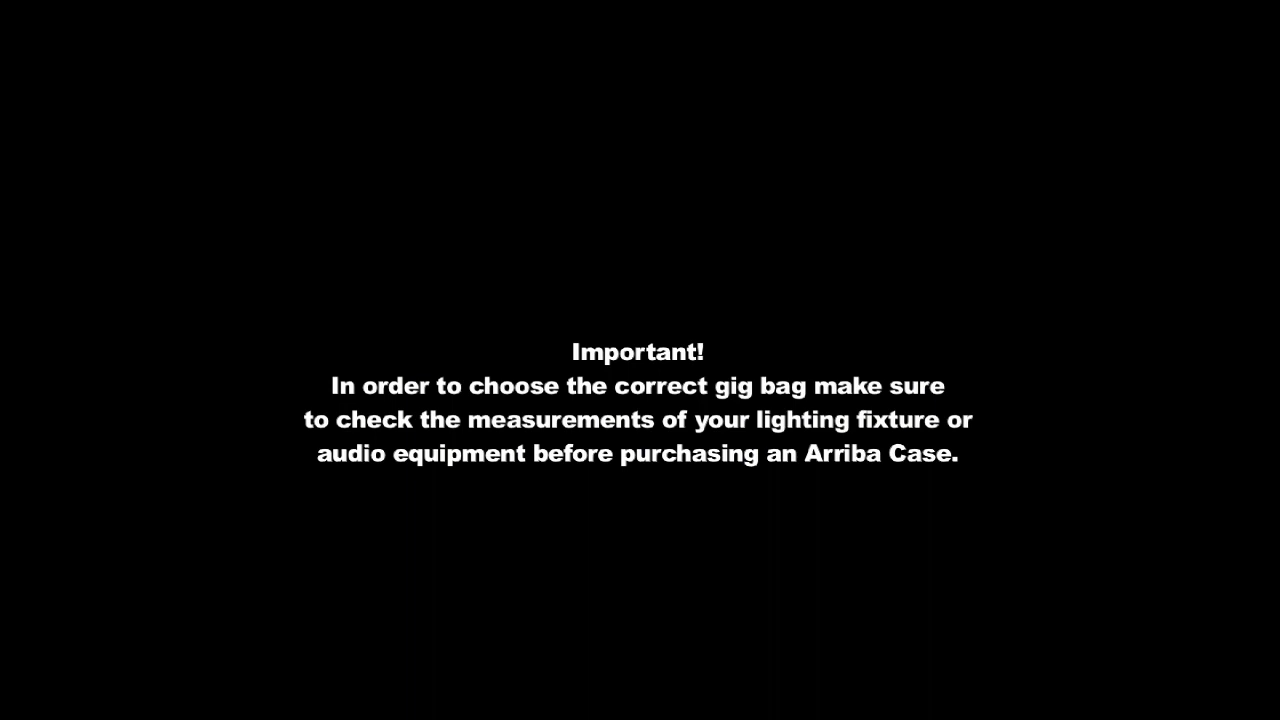 Important!
In order to choose the correct gig bag make sure
to check the measurements of your lighting fixture or
audio equipment before purchasing an Arriba Case.